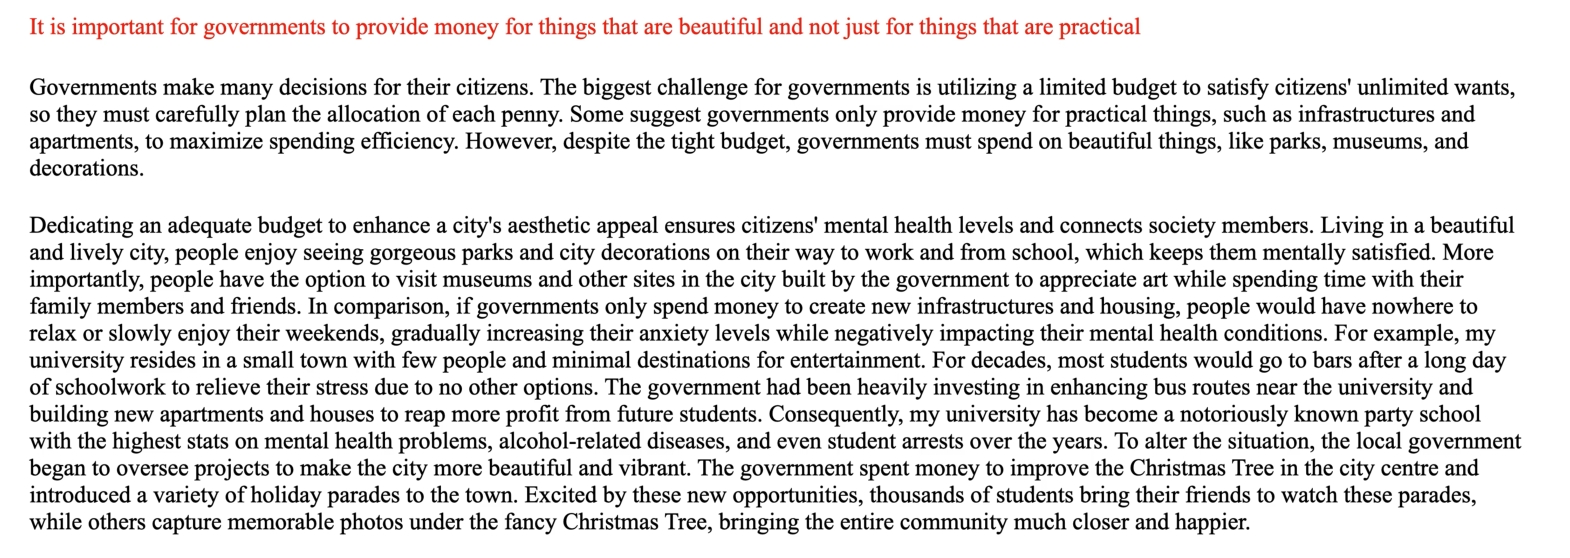 It is important for governments to provide money for things that are beautiful and not just for things that are practical
Governments make many decisions for their citizens. The biggest challenge for governments is utilizing a limited budget to satisfy citizens' unlimited wants,
so they must carefully plan the allocation of each penny. Some suggest governments only provide money for practical things, such as infrastructures and
apartments, to maximize spending efficiency. However, despite the tight budget, governments must spend on beautiful things, like parks, museums, and
decorations.
Dedicating an adequate budget to enhance a city's aesthetic appeal ensures citizens' mental health levels and connects society members. Living in a beautiful
and lively city, people enjoy seeing gorgeous parks and city decorations on their way to work and from school, which keeps them mentally satisfied. More
importantly, people have the option to visit museums and other sites in the city built by the government to appreciate art while spending time with their
family members and friends. In comparison, if governments only spend money to create new infrastructures and housing, people would have nowhere to
relax or slowly enjoy their weekends, gradually increasing their anxiety levels while negatively impacting their mental health conditions. For example, my
university resides in a small town with few people and minimal destinations for entertainment. For decades, most students would go to bars after a long day
of schoolwork to relieve their stress due to no other options. The government had been heavily investing in enhancing bus routes near the university and
building new apartments and houses to reap more profit from future students. Consequently, my university has become a notoriously known party school
with the highest stats on mental health problems, alcohol-related diseases, and even student arrests over the years. To alter the situation, the local government
began to oversee projects to make the city more beautiful and vibrant. The government spent money to improve the Christmas Tree in the city centre and
introduced a variety of holiday parades to the town. Excited by these new opportunities, thousands of students bring their friends to watch these parades,
while others capture memorable photos under the fancy Christmas Tree, bringing the entire community much closer and happier.